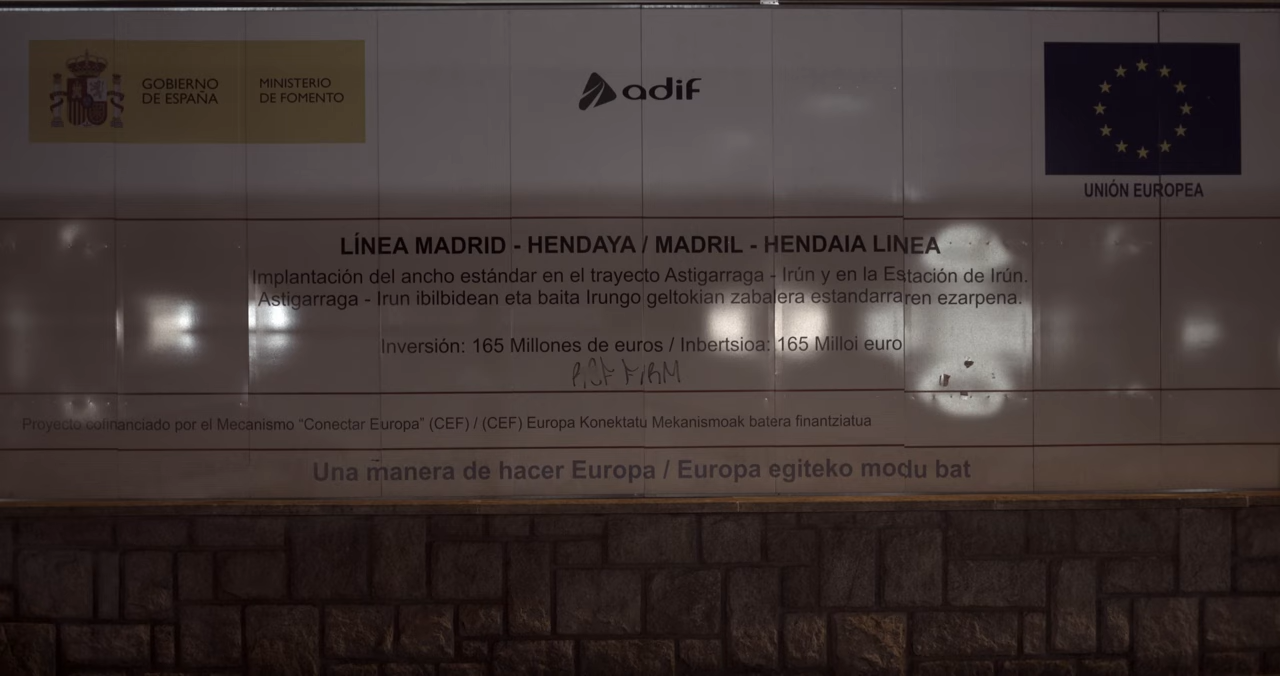 GOBIERNO
DE ESPAÑA
MINISTERIO
DE FOMENTO
adif
UNIÓN EUROPEA
LÍNEA MADRID - HENDAYA / MADRIL - HENDAIA LINEA
Implantación del ancho estándar en el trayecto Astigarraga - Irún y en la Estación de Irún.
Astigarraga - Irun ibilbidean eta baita Irungo geltokian zabalera estandarraren ezarpena.
Inversión: 165 Millones de euros / Inbertsioa: 165 Milloi euro
Proyecto cofinanciado por el Mecanismo “Conectar Europa” (CEF) / (CEF) Europa Konektatu Mekanismoak batera finantziatua
Una manera de hacer Europa / Europa egiteko modu bat